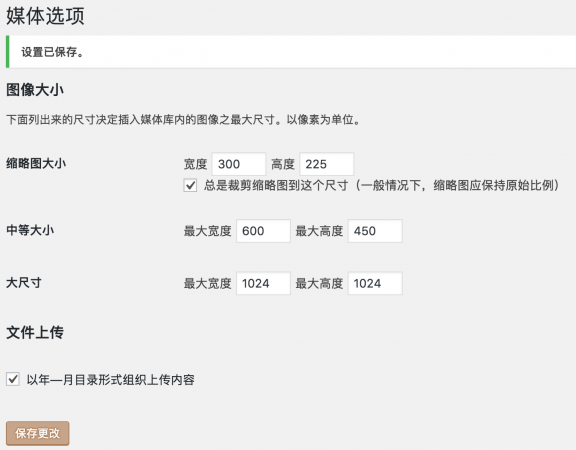 媒体选项
设置已保存。
图像大小
下面列出来的尺寸决定插入媒体库内的图像之最大尺寸。以像素为单位。
缩略图大小 宽度 300 高度 225
总是裁剪缩略图到这个尺寸（一般情况下，缩略图应保持原始比例）
中等大小 最大宽度 600 最大高度 450
大尺寸 最大宽度 1024 最大高度 1024
文件上传
以年—月目录形式组织上传内容
保存更改